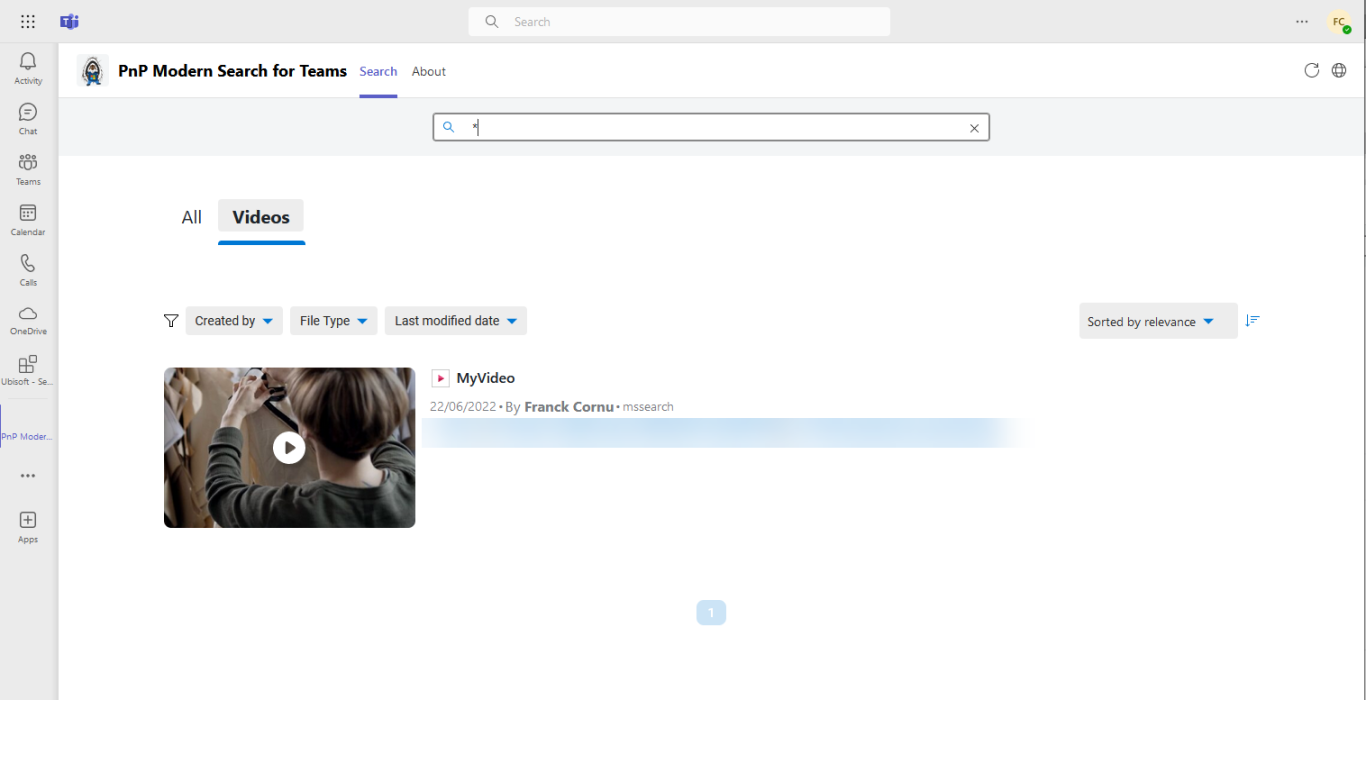 Search
FC
Activity
Chat
Teams
Calendar
Calls
OneDrive
Ubisoft - Se...
PnP Moder...
Apps
PnP Modern Search for Teams
Search
About
*
All
Videos
Created by
File Type
Last modified date
Sorted by relevance
MyVideo
22/06/2022 • By Franck Cornu • mssearch
1